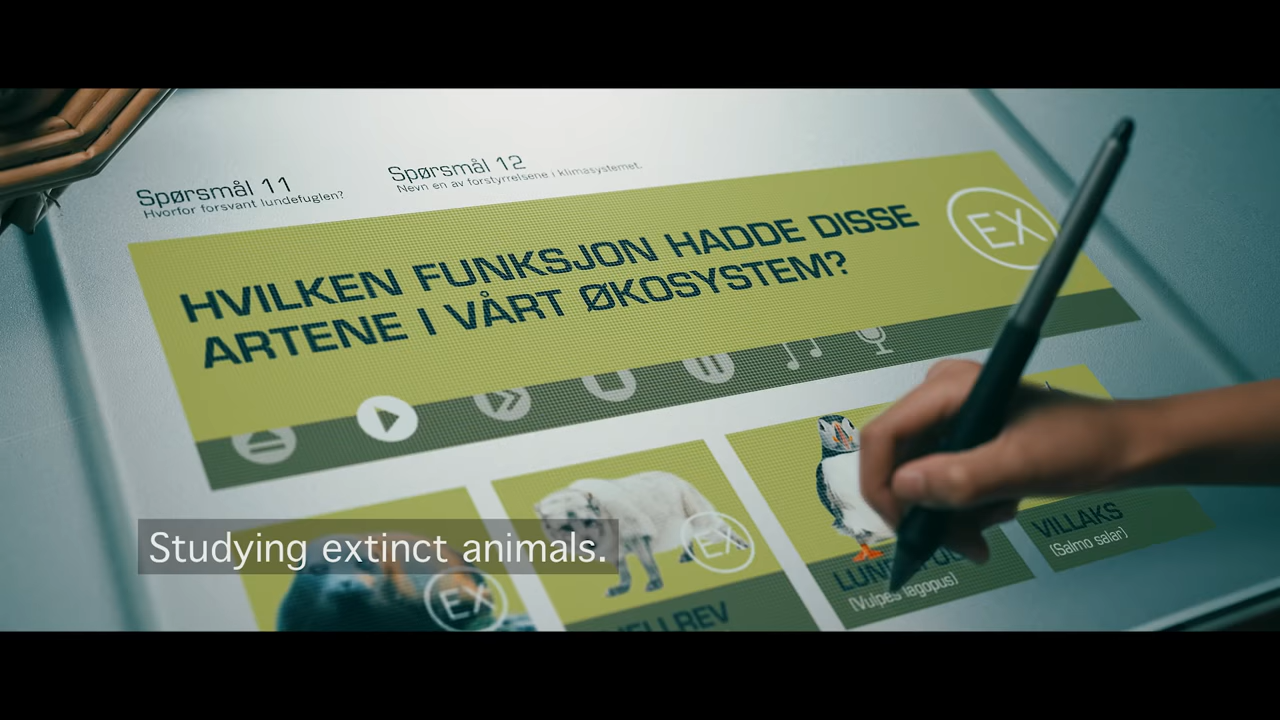 Spørsmål 11
Hvorfor forsvant lundefuglen?
Spørsmål 12
Nevn en av forstyrrelsene i klimasystemet.
HVILKEN FUNKSJON HADDE DISSE
ARTENE I VÅRT ØKOSYSTEM?
EX
EX
EX
(Vulpes lagopus)
VILLAKS
(Salmo salar)
Studying extinct animals.